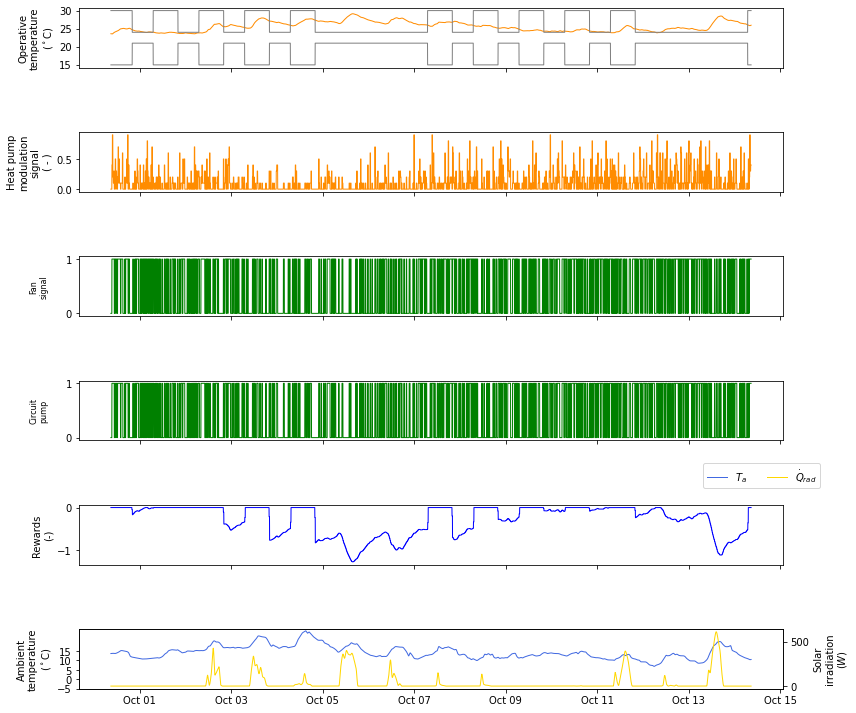 Operative
temperature
(°C)
30
25
20
15
Heat pump
modulation
signal
( - )
0.5
0.0
Fan
signal
1
0
Circuit
pump
1
0
T_a
Q̇_rad
Rewards
(-)
0
−1
Ambient
temperature
(°C)
15
10
5
0
−5
500
0
Solar
irradiation
(W)
Oct 01
Oct 03
Oct 05
Oct 07
Oct 09
Oct 11
Oct 13
Oct 15